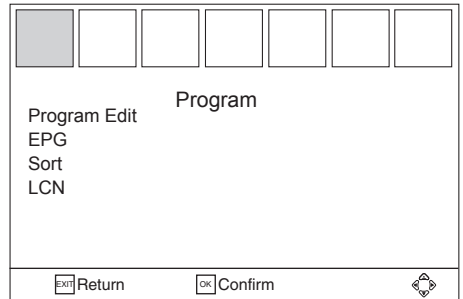 Program
Program Edit
EPG
Sort
LCN
EXIT Return OK Confirm